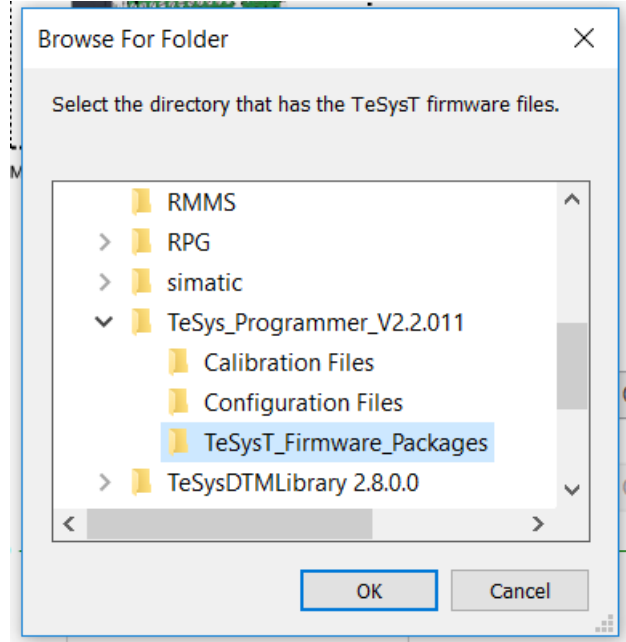 Browse For Folder
Select the directory that has the TeSysT firmware files.
RMMS
RPG
simatic
TeSys_Programmer_V2.2.011
Calibration Files
Configuration Files
TeSysT_Firmware_Packages
TeSysDTMLibrary 2.8.0.0
OK
Cancel